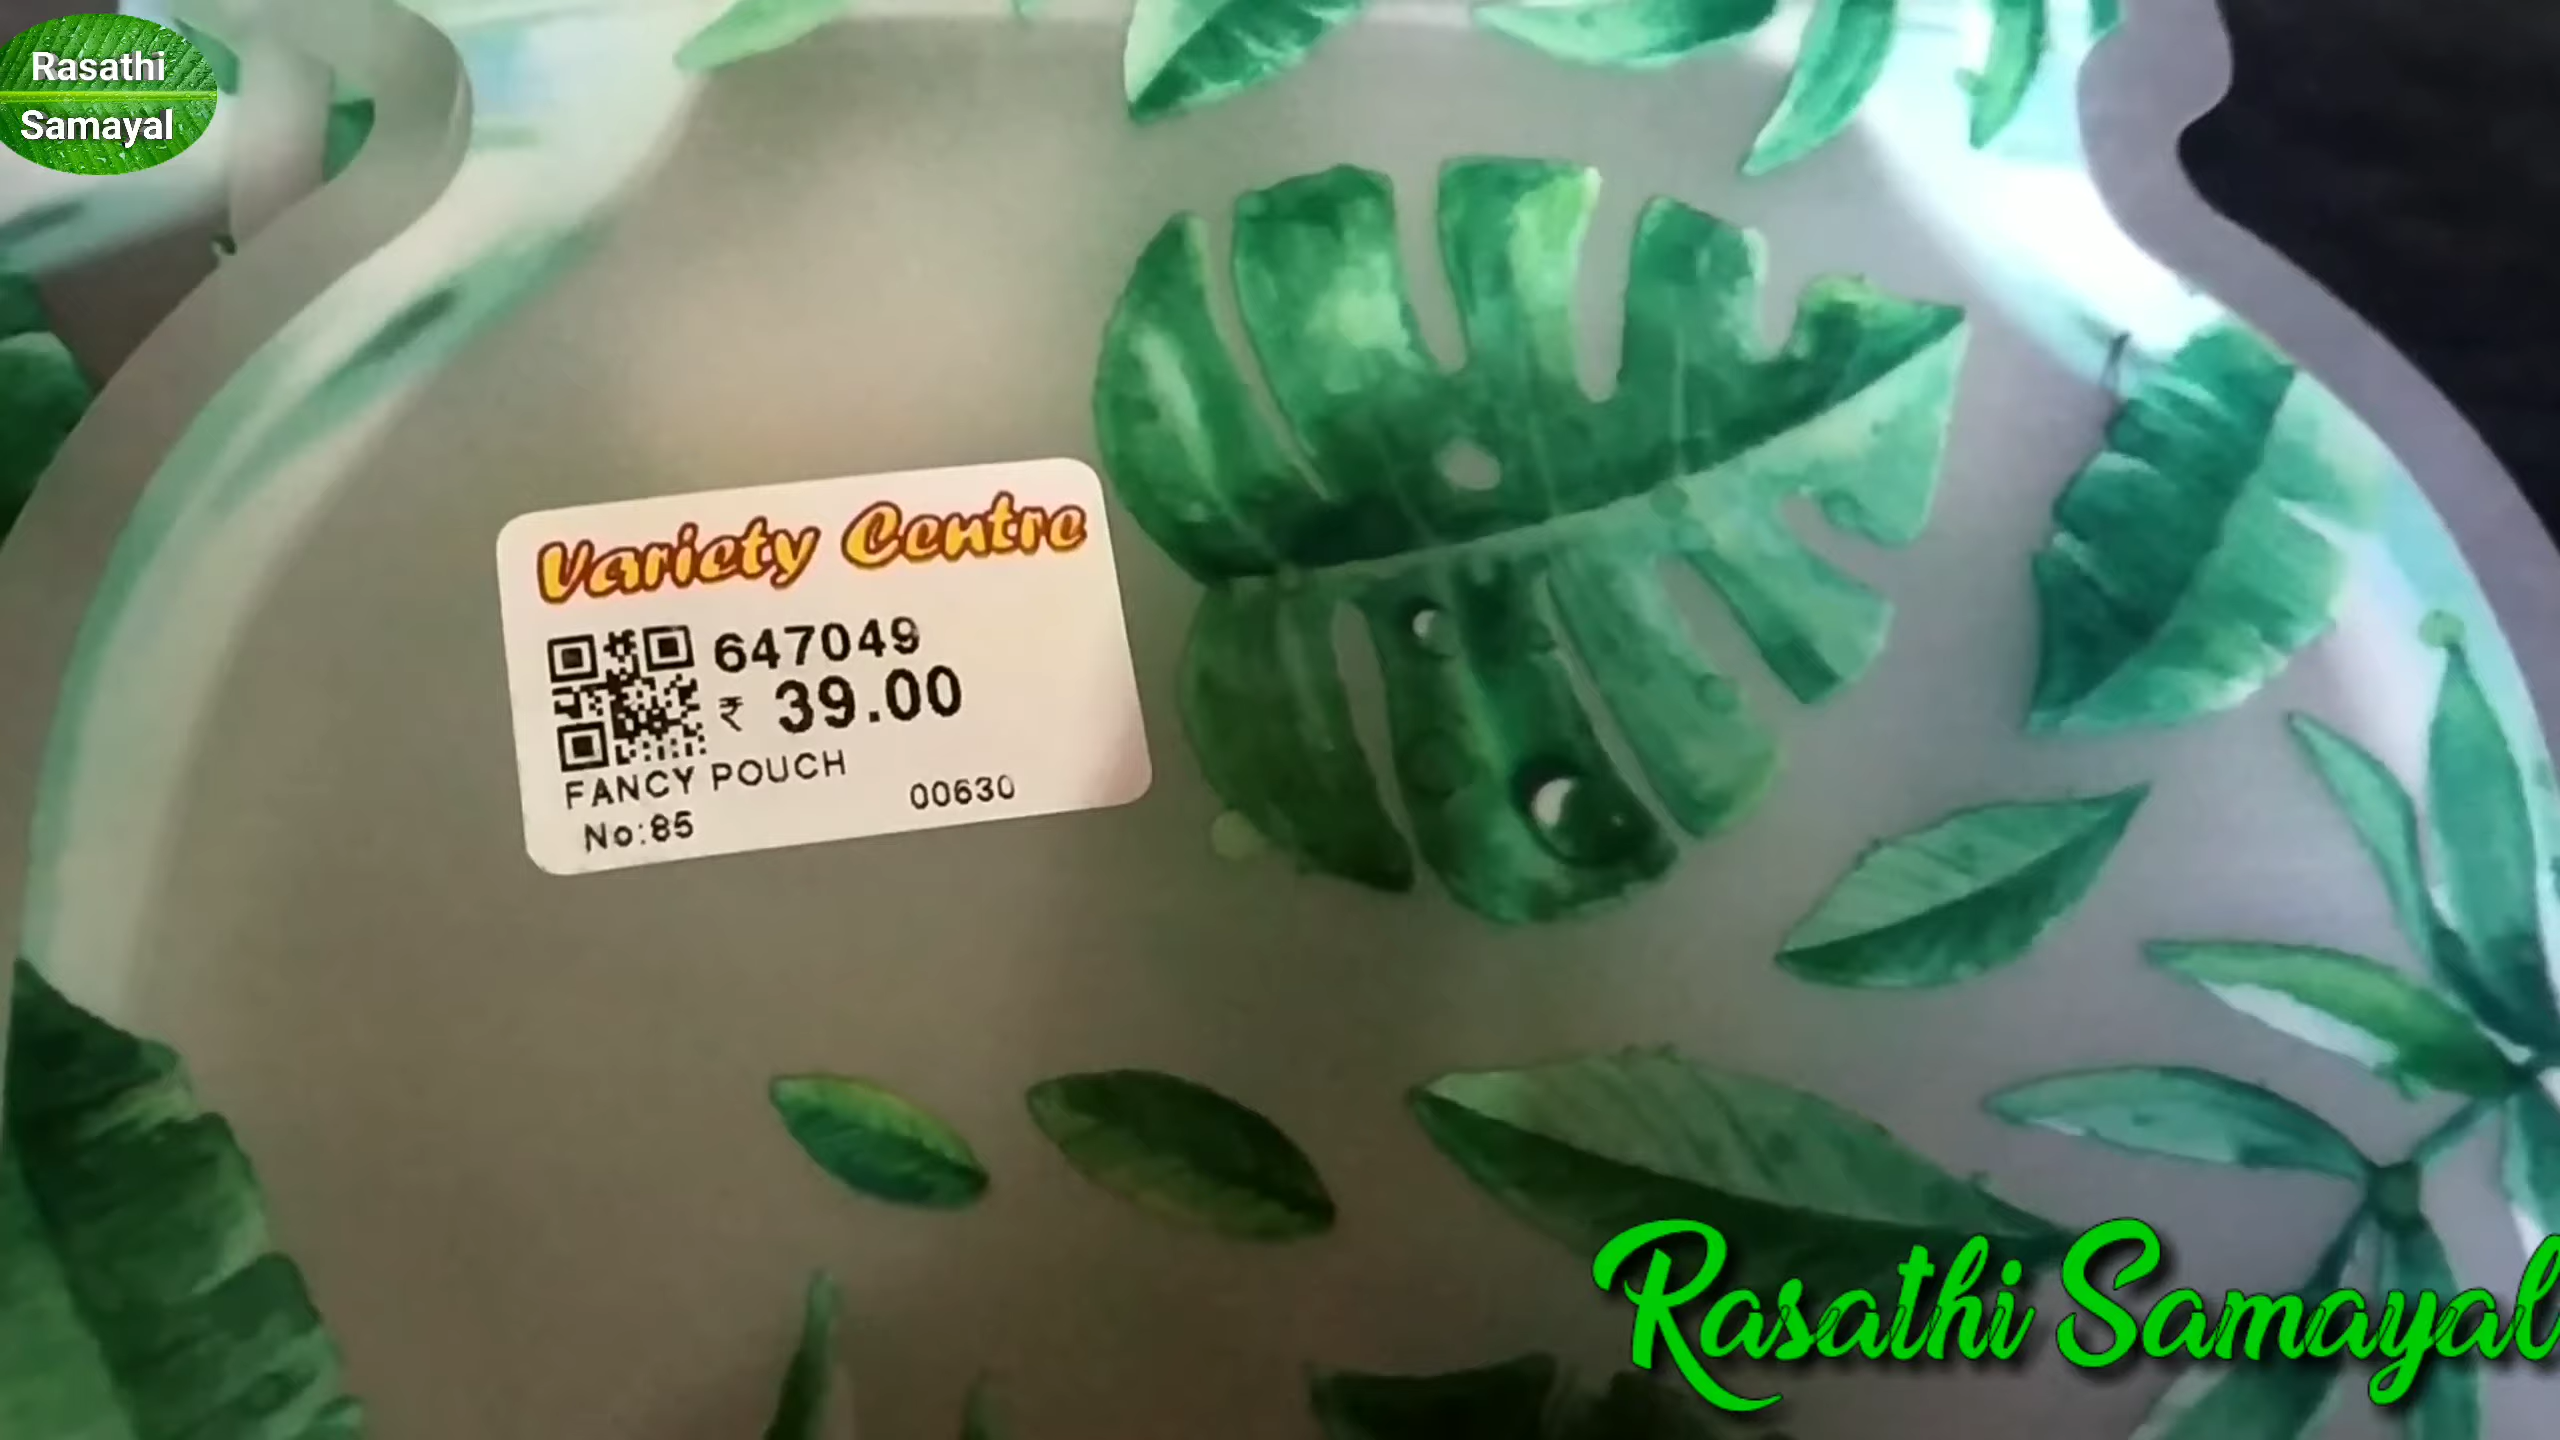 Rasathi
Samayal
Variety Centre
647049
₹ 39.00
FANCY POUCH
No:85 00630
Rasathi Samayal